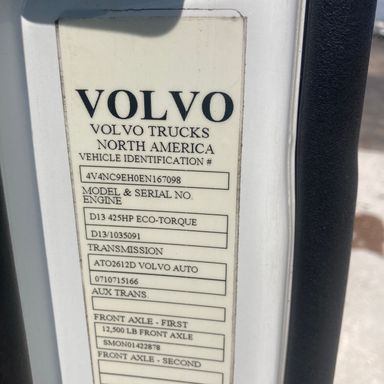 VOLVO
VOLVO TRUCKS
NORTH AMERICA
VEHICLE IDENTIFICATION #
4V4NC9EH0EN167098
MODEL & SERIAL NO.
ENGINE
D13 425HP ECO-TORQUE
D13/1035091
TRANSMISSION
ATO2612D VOLVO AUTO
0710715166
AUX TRANS.
FRONT AXLE - FIRST
12,500 LB FRONT AXLE
SMON01422878
FRONT AXLE - SECOND